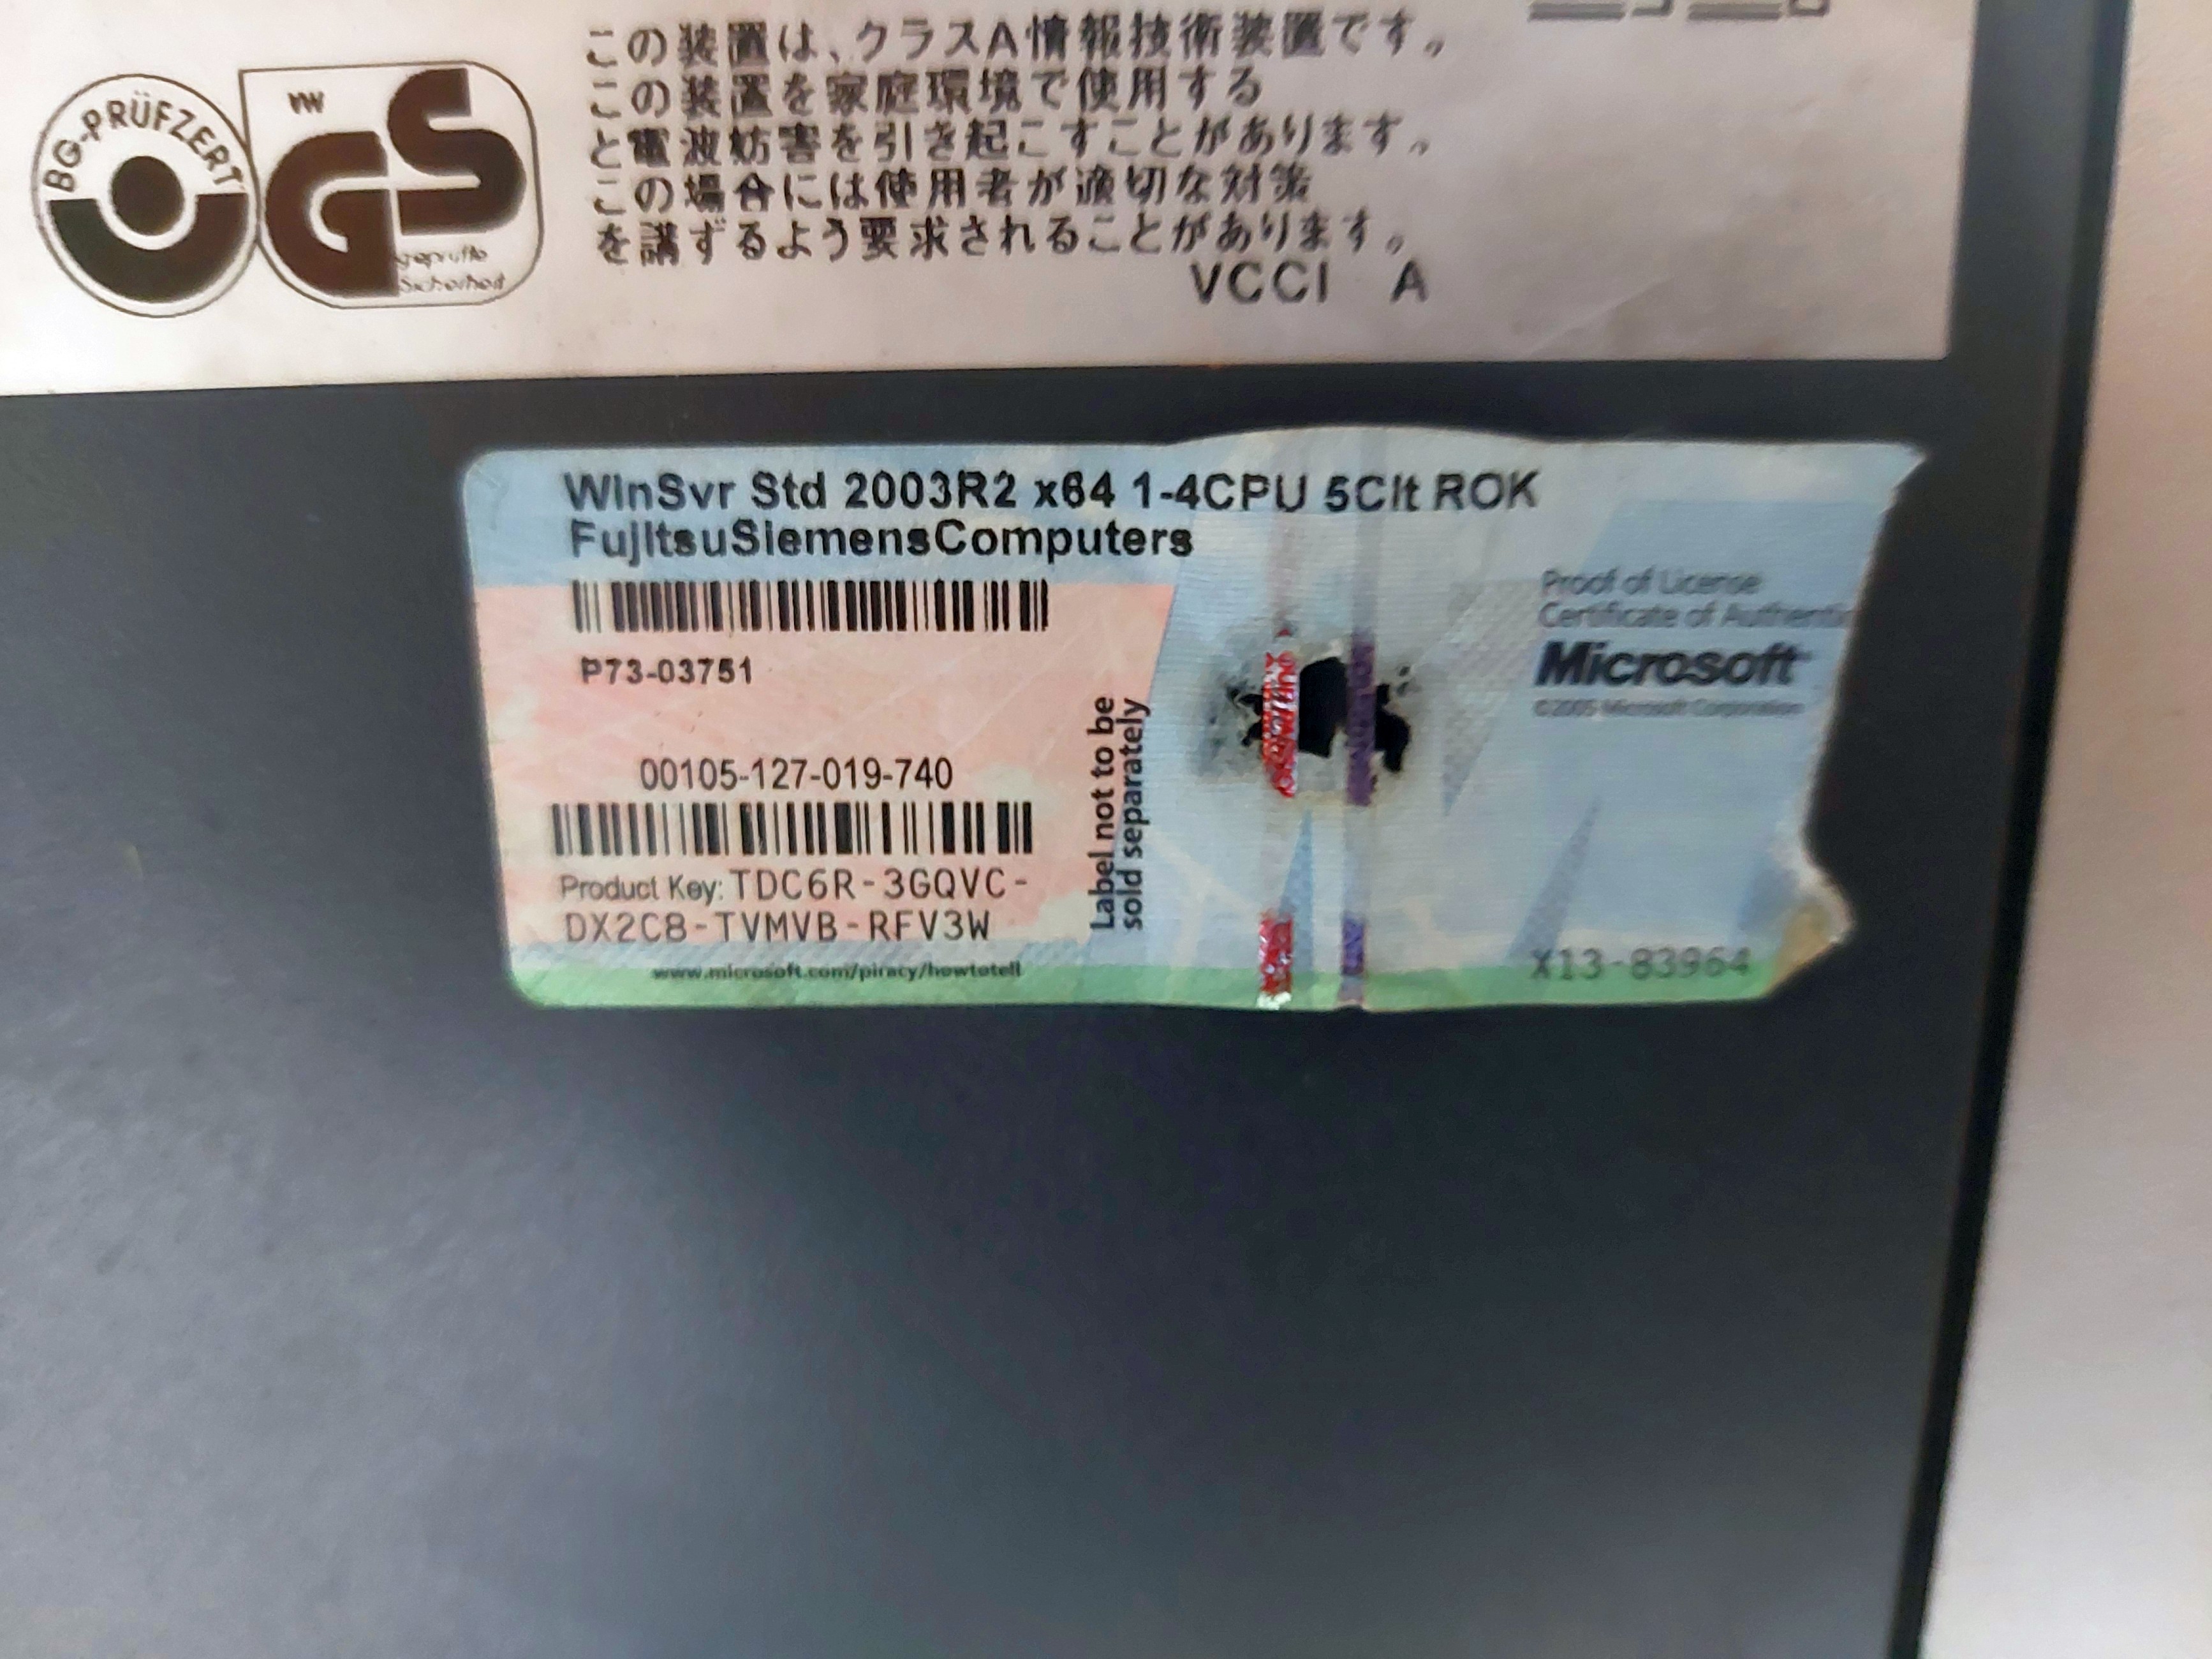 この装置は、クラスA情報技術装置です。
この装置を家庭環境で使用する
と電波妨害を引き起こすことがあります。
この場合には使用者が適切な対策
を講ずるよう要求されることがあります。
VCCI A
BG-PRÜFZERT
GS
geprüfte
Sicherheit
WinSvr Std 2003R2 x64 1-4CPU 5Clt ROK
FujitsuSiemensComputers
P73-03751
00105-127-019-740
Product Key: TDC6R-3GQVC-
DX2C8-TVMVB-RFV3W
www.microsoft.com/piracy/howtotell
Label not to be
sold separately
Proof of License
Certificate of Authentic
Microsoft
©2005 Microsoft Corporation
X13-83964